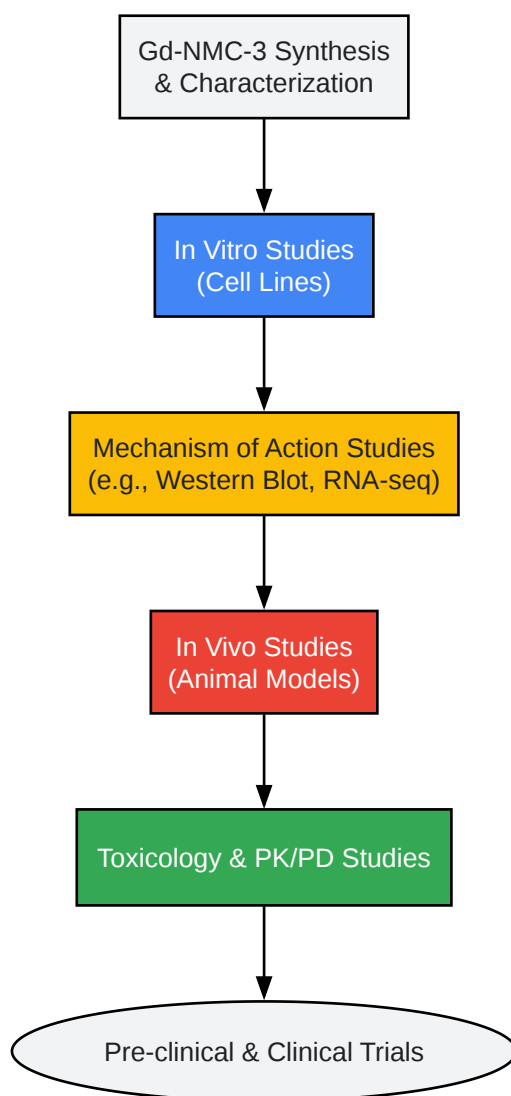 Gd-NMC-3 Synthesis
& Characterization
In Vitro Studies
(Cell Lines)
Mechanism of Action Studies
(e.g., Western Blot, RNA-seq)
In Vivo Studies
(Animal Models)
Toxicology & PK/PD Studies
Pre-clinical & Clinical Trials